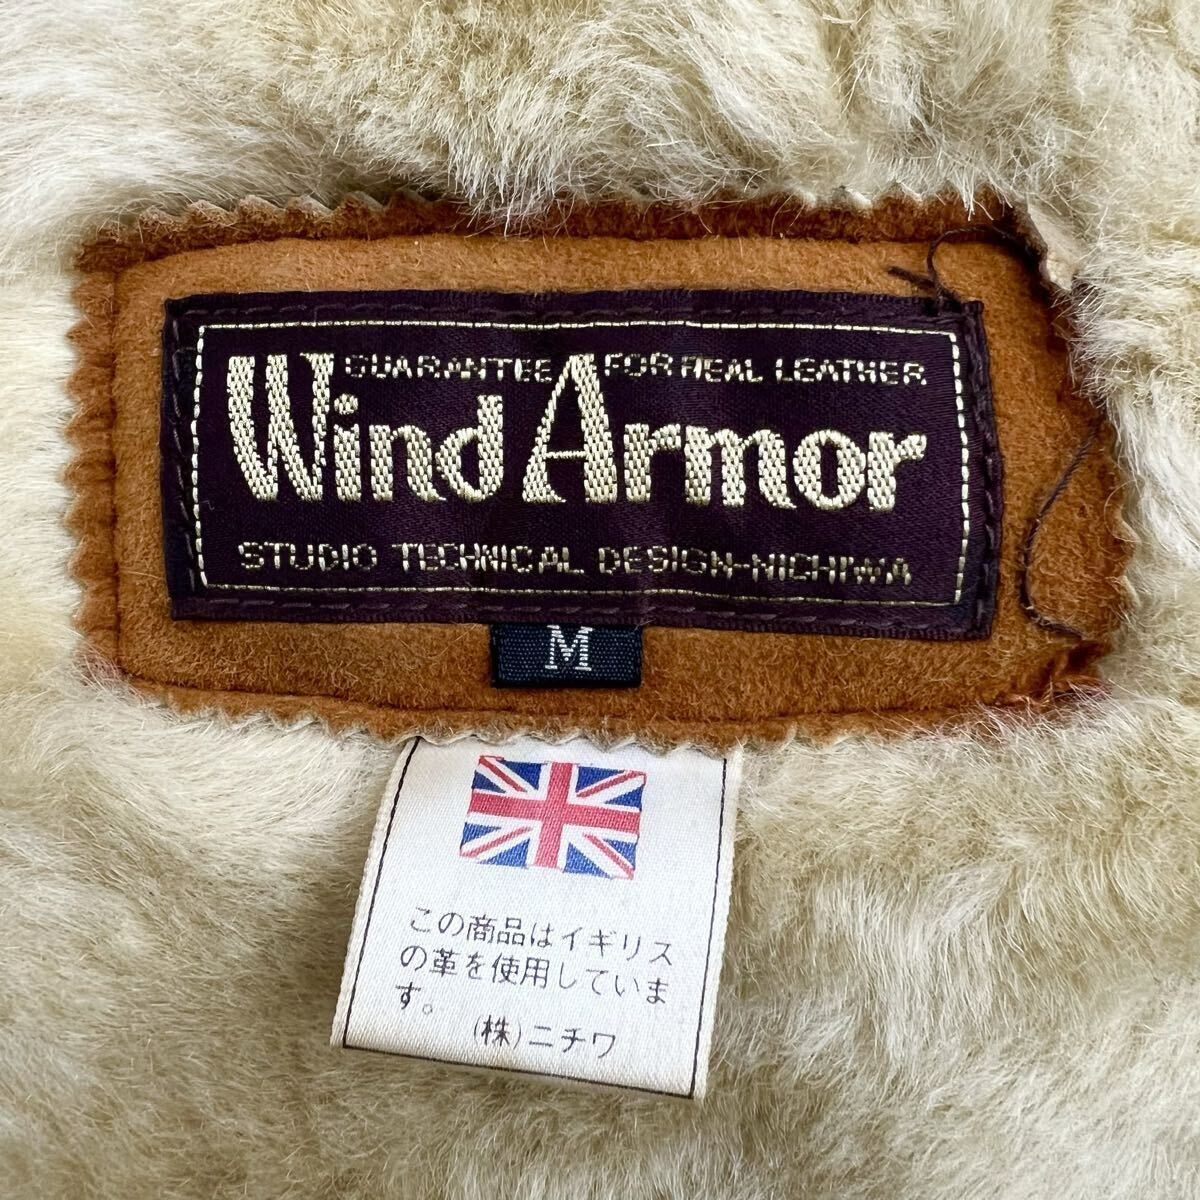 GUARANTEE FOR REAL LEATHER
Wind Armor
STUDIO TECHNICAL DESIGN-NICHIWA
M
この商品はイギリス
の革を使用していま
す。
(株)ニチワ